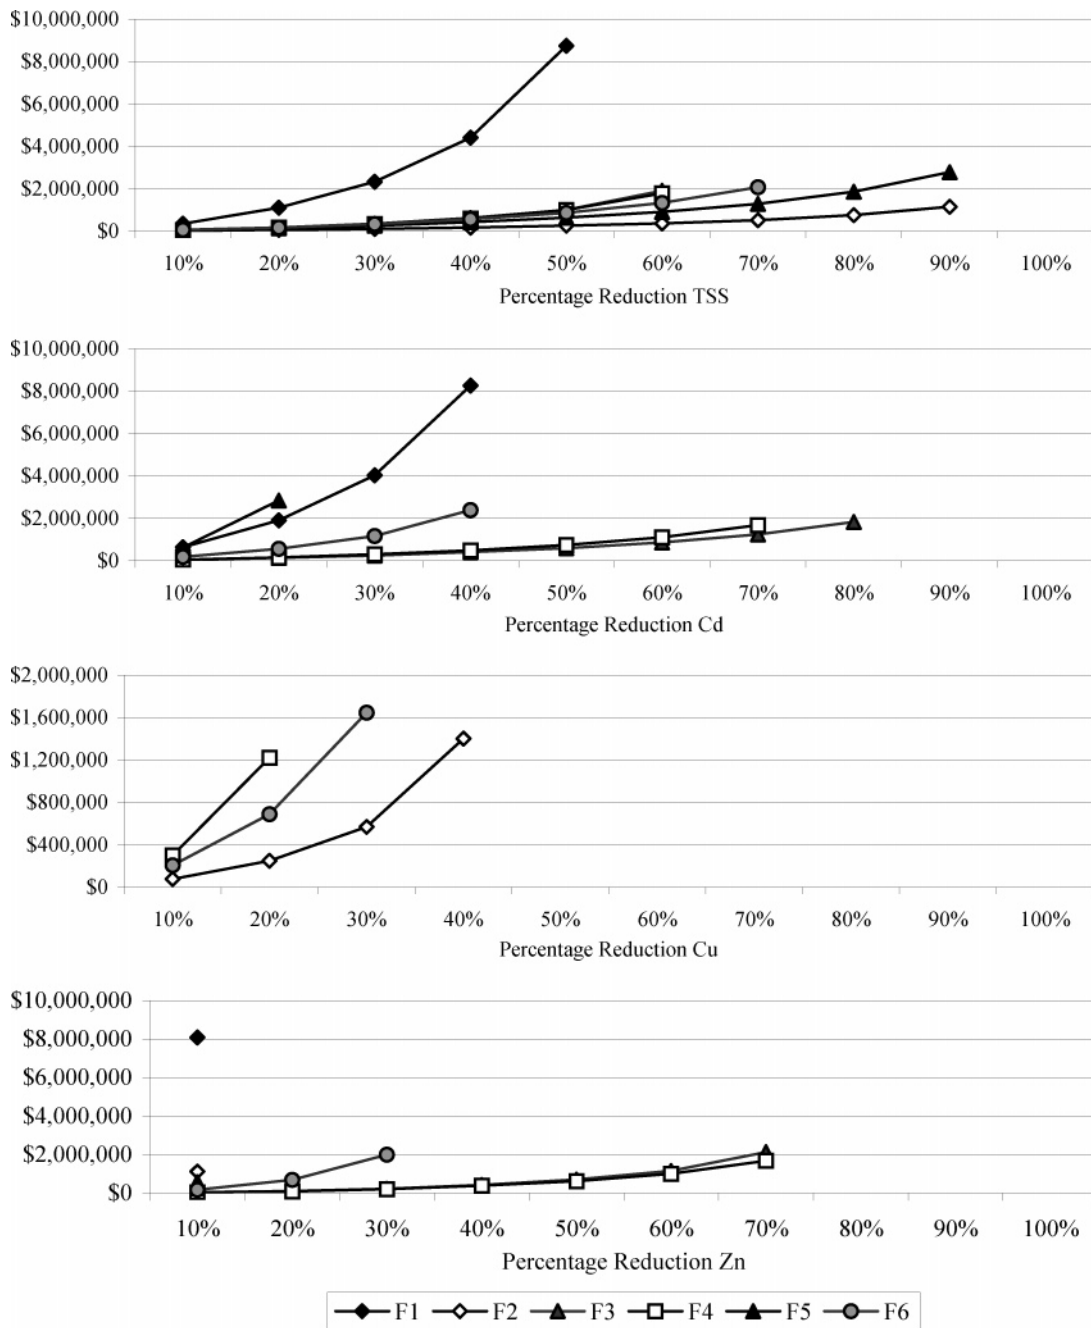 $10,000,000
$8,000,000
$6,000,000
$4,000,000
$2,000,000
$0
10% 20% 30% 40% 50% 60% 70% 80% 90% 100%
Percentage Reduction TSS
$10,000,000
$8,000,000
$6,000,000
$4,000,000
$2,000,000
$0
10% 20% 30% 40% 50% 60% 70% 80% 90% 100%
Percentage Reduction Cd
$2,000,000
$1,600,000
$1,200,000
$800,000
$400,000
$0
10% 20% 30% 40% 50% 60% 70% 80% 90% 100%
Percentage Reduction Cu
$10,000,000
$8,000,000
$6,000,000
$4,000,000
$2,000,000
$0
10% 20% 30% 40% 50% 60% 70% 80% 90% 100%
Percentage Reduction Zn
F1 F2 F3 F4 F5 F6